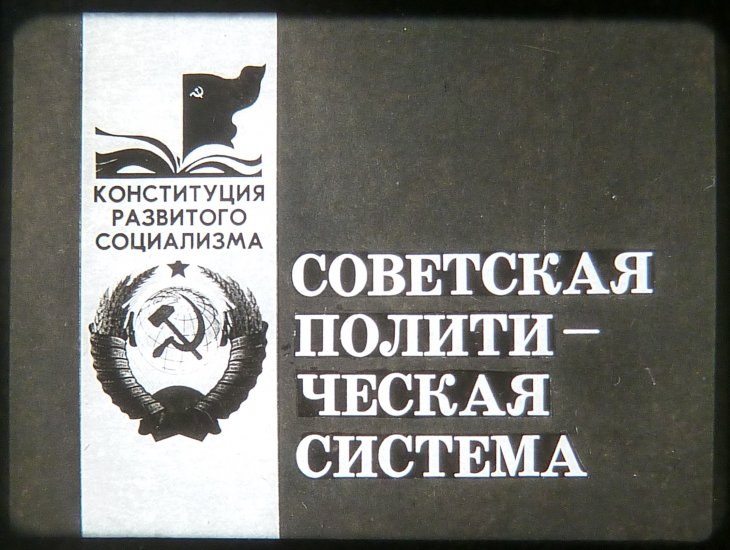 КОНСТИТУЦИЯ
РАЗВИТОГО
СОЦИАЛИЗМА
СОВЕТСКАЯ
ПОЛИТИ–
ЧЕСКАЯ
СИСТЕМА